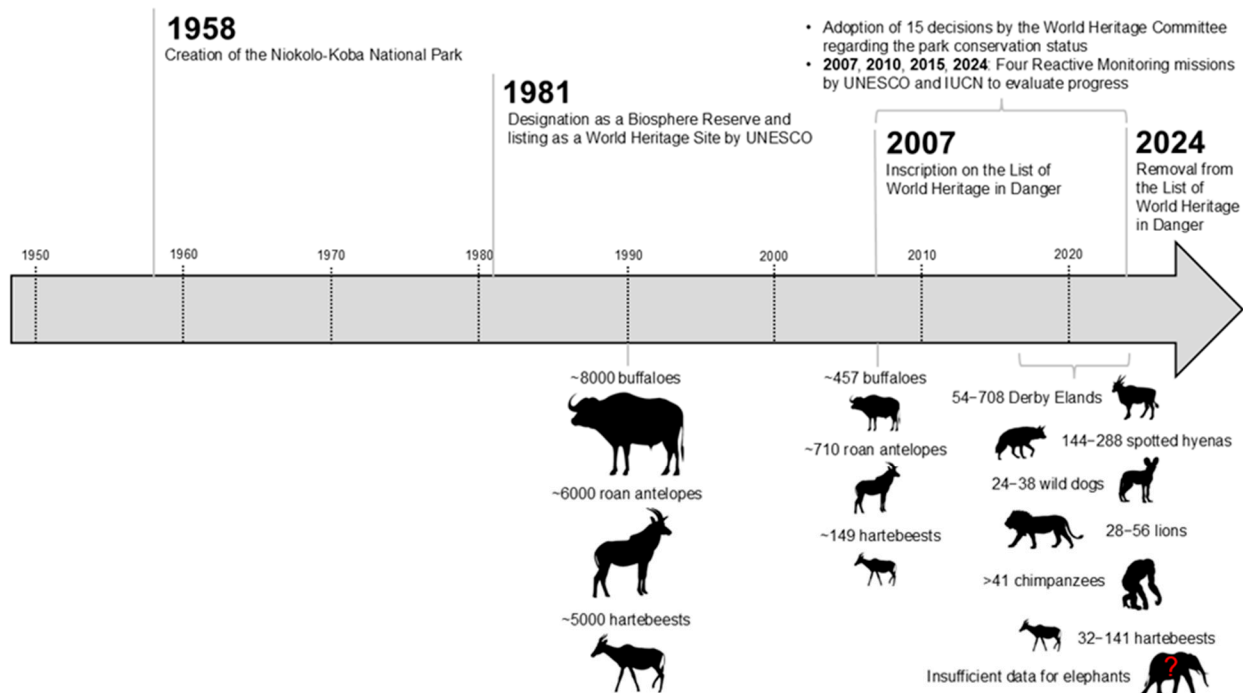 1958
Creation of the Niokolo-Koba National Park
1981
Designation as a Biosphere Reserve and
listing as a World Heritage Site by UNESCO
• Adoption of 15 decisions by the World Heritage Committee
regarding the park conservation status
• 2007, 2010, 2015, 2024: Four Reactive Monitoring missions
by UNESCO and IUCN to evaluate progress
2007
Inscription on the List of
World Heritage in Danger
2024
Removal from
the List of
World Heritage
in Danger
1950
1960
1970
1980
1990
2000
2010
2020
~8000 buffaloes
~6000 roan antelopes
~5000 hartebeests
~457 buffaloes
~710 roan antelopes
~149 hartebeests
54–708 Derby Elands
144–288 spotted hyenas
24–38 wild dogs
28–56 lions
>41 chimpanzees
32–141 hartebeests
Insufficient data for elephants
?